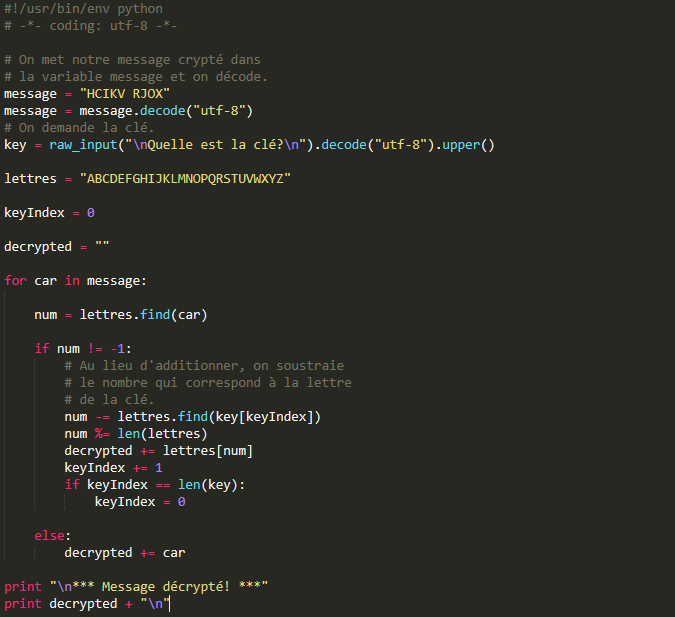 #!/usr/bin/env python
# -*- coding: utf-8 -*-
# On met notre message crypté dans
# la variable message et on décode.
message = "HCIKV RJOX"
message = message.decode("utf-8")
# On demande la clé.
key = raw_input("\nQuelle est la clé?\n").decode("utf-8").upper()
lettres = "ABCDEFGHIJKLMNOPQRSTUVWXYZ"
keyIndex = 0
decrypted = ""
for car in message:
num = lettres.find(car)
if num != -1:
# Au lieu d'additionner, on soustraie
# le nombre qui correspond à la lettre
# de la clé.
num -= lettres.find(key[keyIndex])
num %= len(lettres)
decrypted += lettres[num]
keyIndex += 1
if keyIndex == len(key):
keyIndex = 0
else:
decrypted += car
print "\n*** Message décrypté! ***"
print decrypted + "\n"